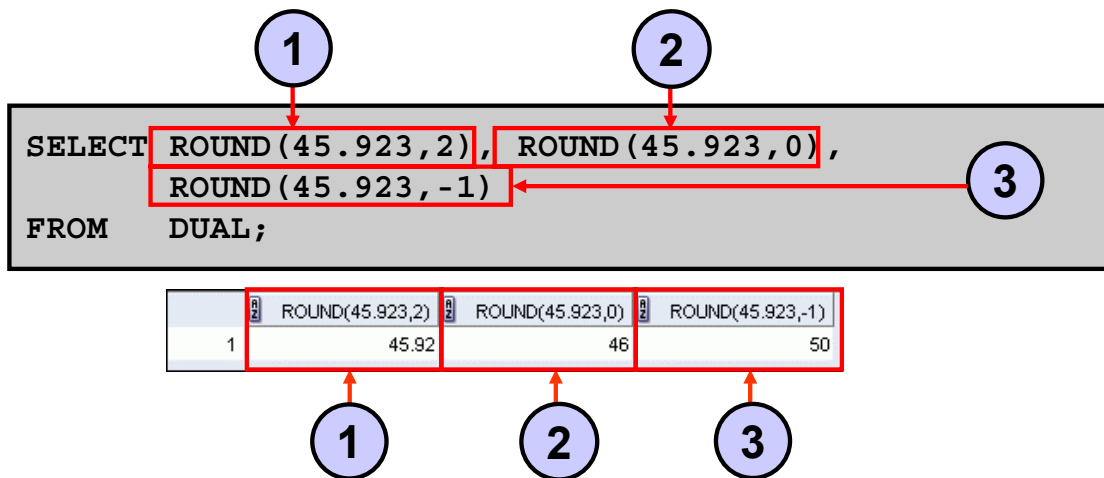 1 2
SELECT ROUND(45.923,2), ROUND(45.923,0),
ROUND(45.923,-1) 3
FROM DUAL;
ROUND(45.923,2) ROUND(45.923,0) ROUND(45.923,-1)
1 45.92 46 50
1 2 3